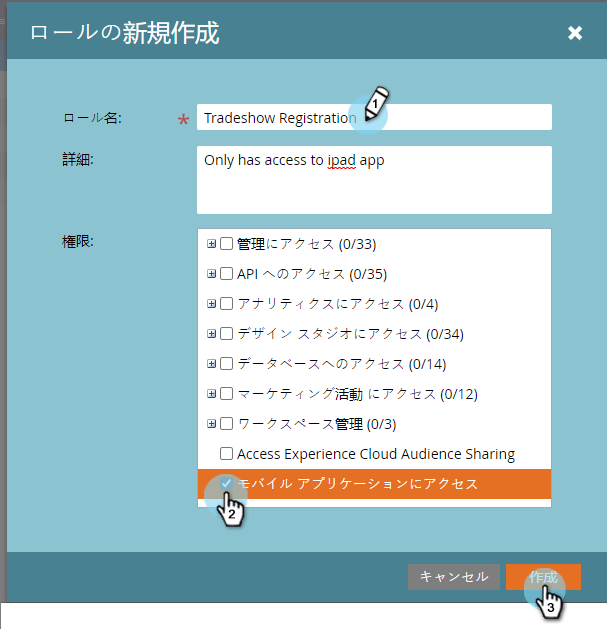 ロールの新規作成
ロール名: * Tradeshow Registration
1
詳細: Only has access to ipad app
権限:
管理にアクセス (0/33)
API へのアクセス (0/35)
アナリティクスにアクセス (0/4)
デザイン スタジオにアクセス (0/34)
データベースへのアクセス (0/14)
マーケティング活動 にアクセス (0/12)
ワークスペース管理 (0/3)
Access Experience Cloud Audience Sharing
モバイル アプリケーションにアクセス
2
キャンセル 作成
3